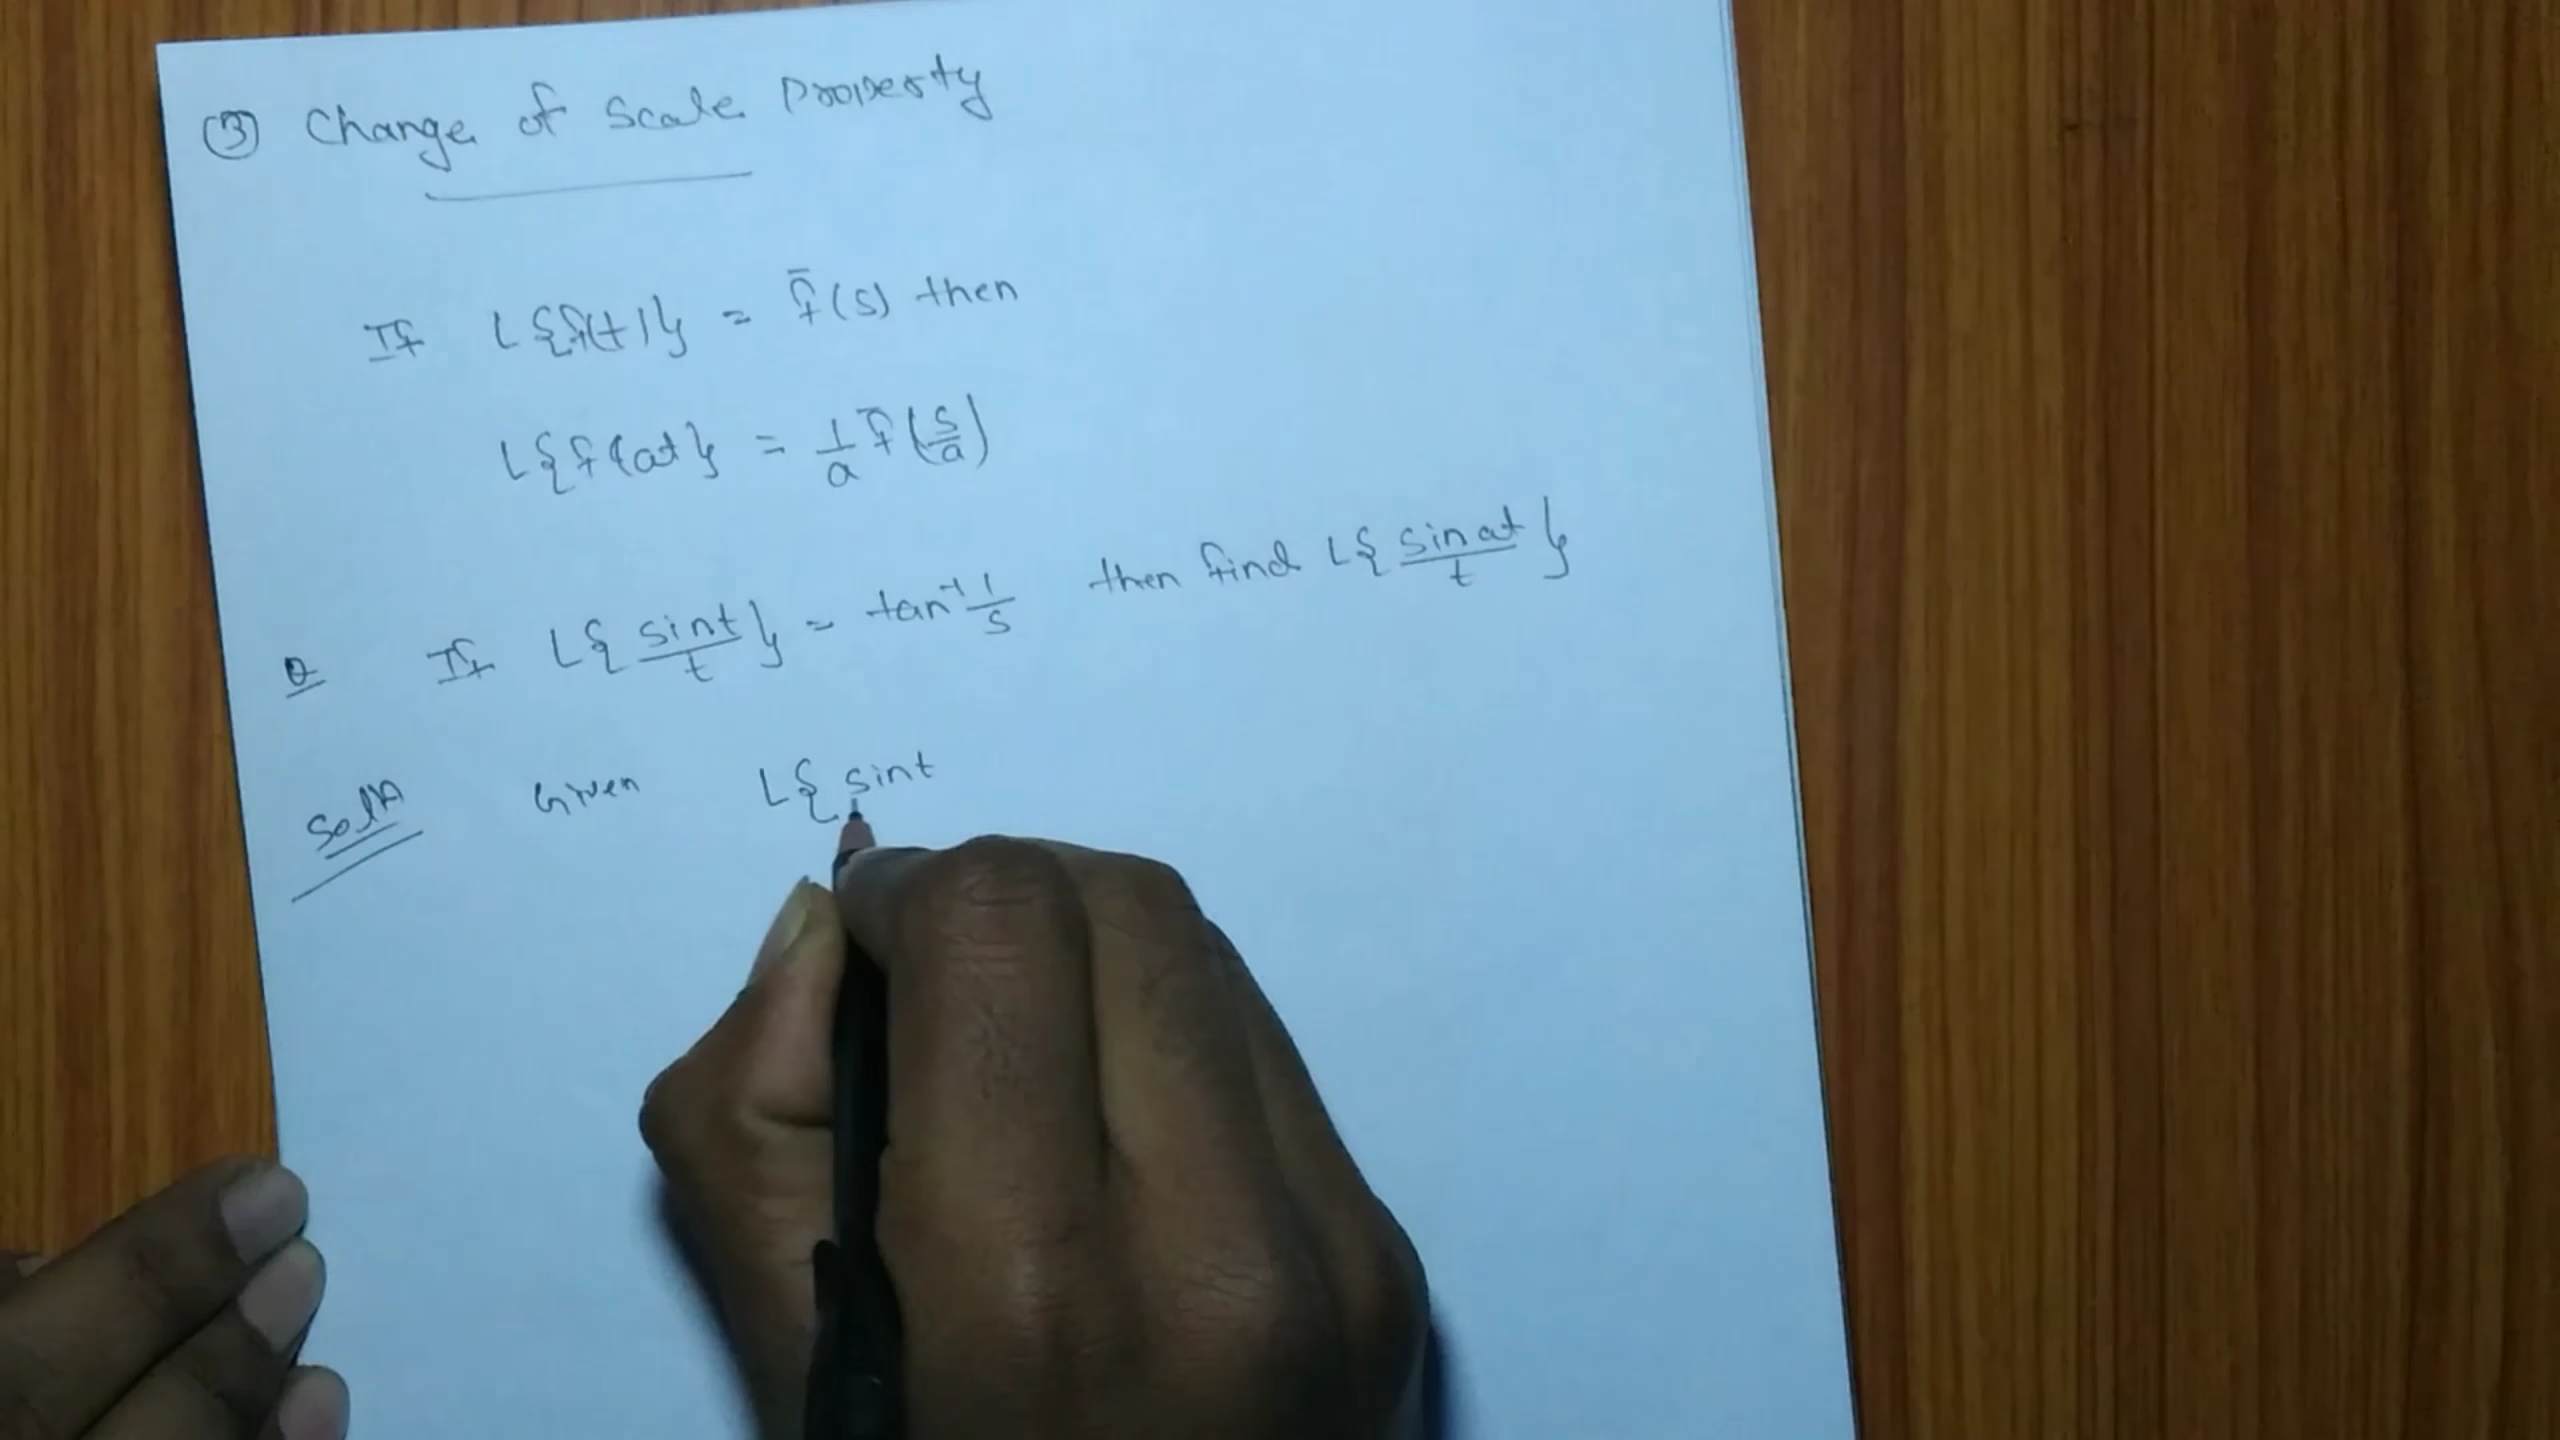 ③ Change of scale property
If L{f(t)} = f̄(s) then
L{f(at} = 1/a f̄(s/a)
Q If L{sint/t} = tan⁻¹ 1/s then find L{sin at/t}
Soln Given L{sint